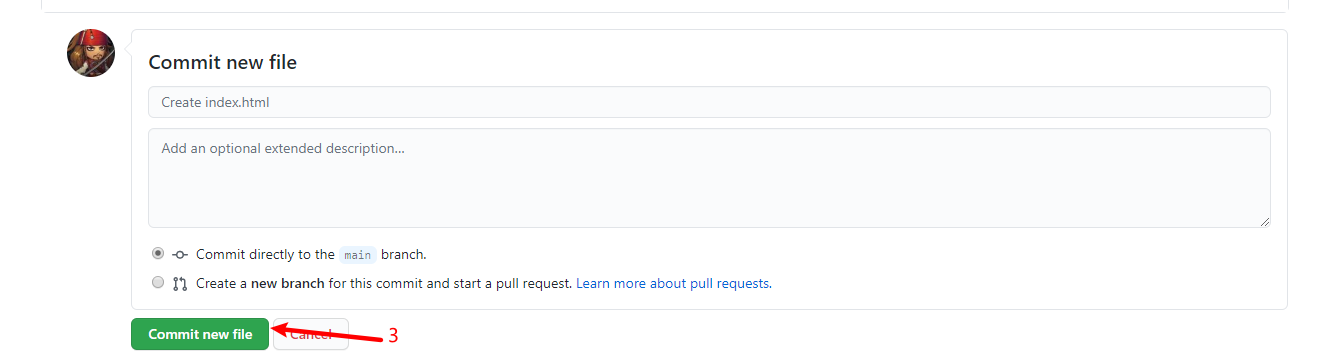 Commit new file
Create index.html
Add an optional extended description...
Commit directly to the main branch.
Create a new branch for this commit and start a pull request. Learn more about pull requests.
Commit new file Cancel 3